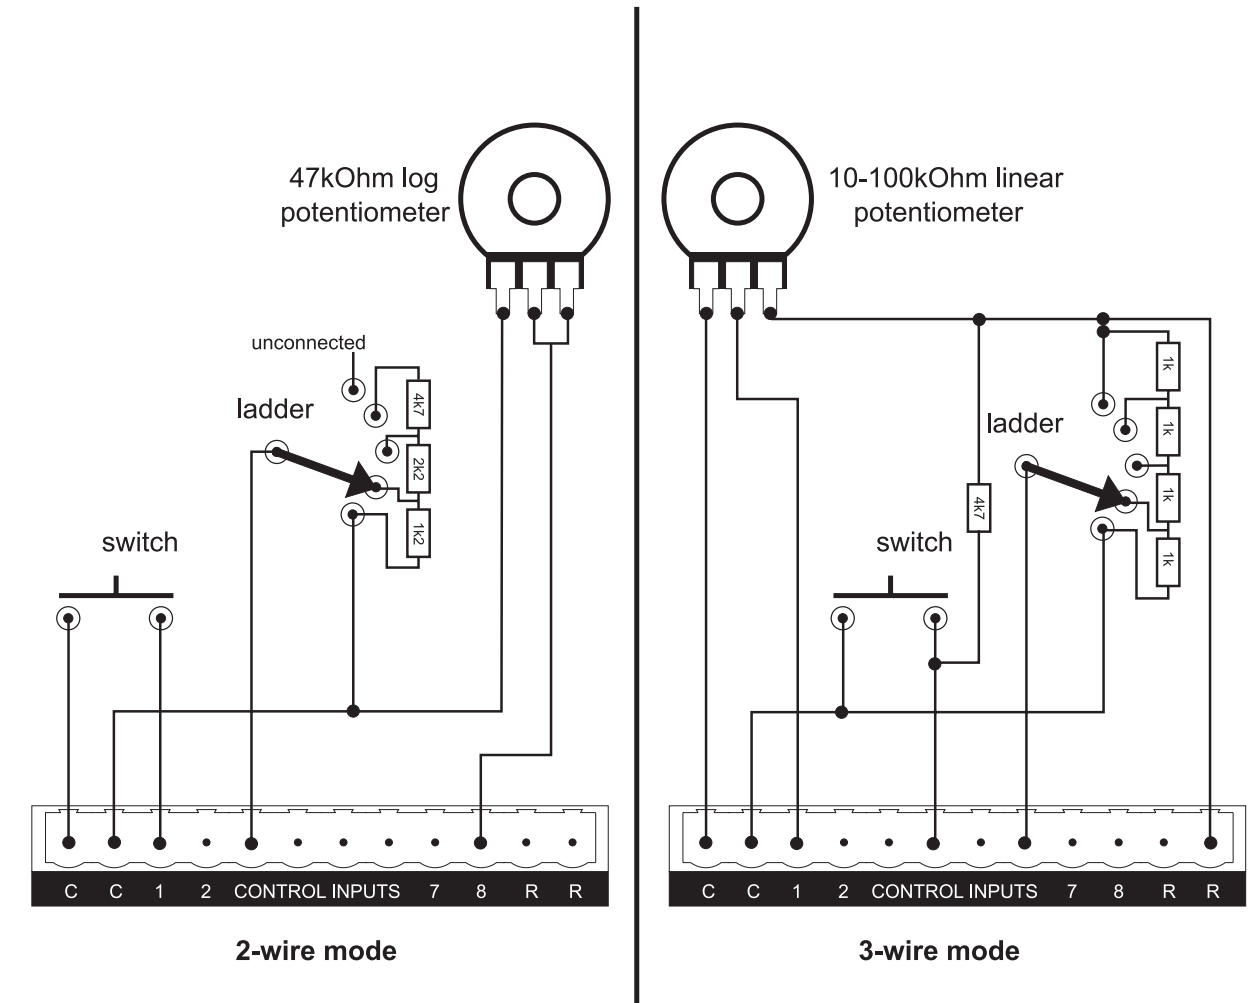 47kOhm log
potentiometer
unconnected
ladder
4k7
2k2
1k2
switch
C C 1 2 CONTROL INPUTS 7 8 R R
2-wire mode
10-100kOhm linear
potentiometer
1k
1k
ladder
1k
4k7
1k
switch
C C 1 2 CONTROL INPUTS 7 8 R R
3-wire mode